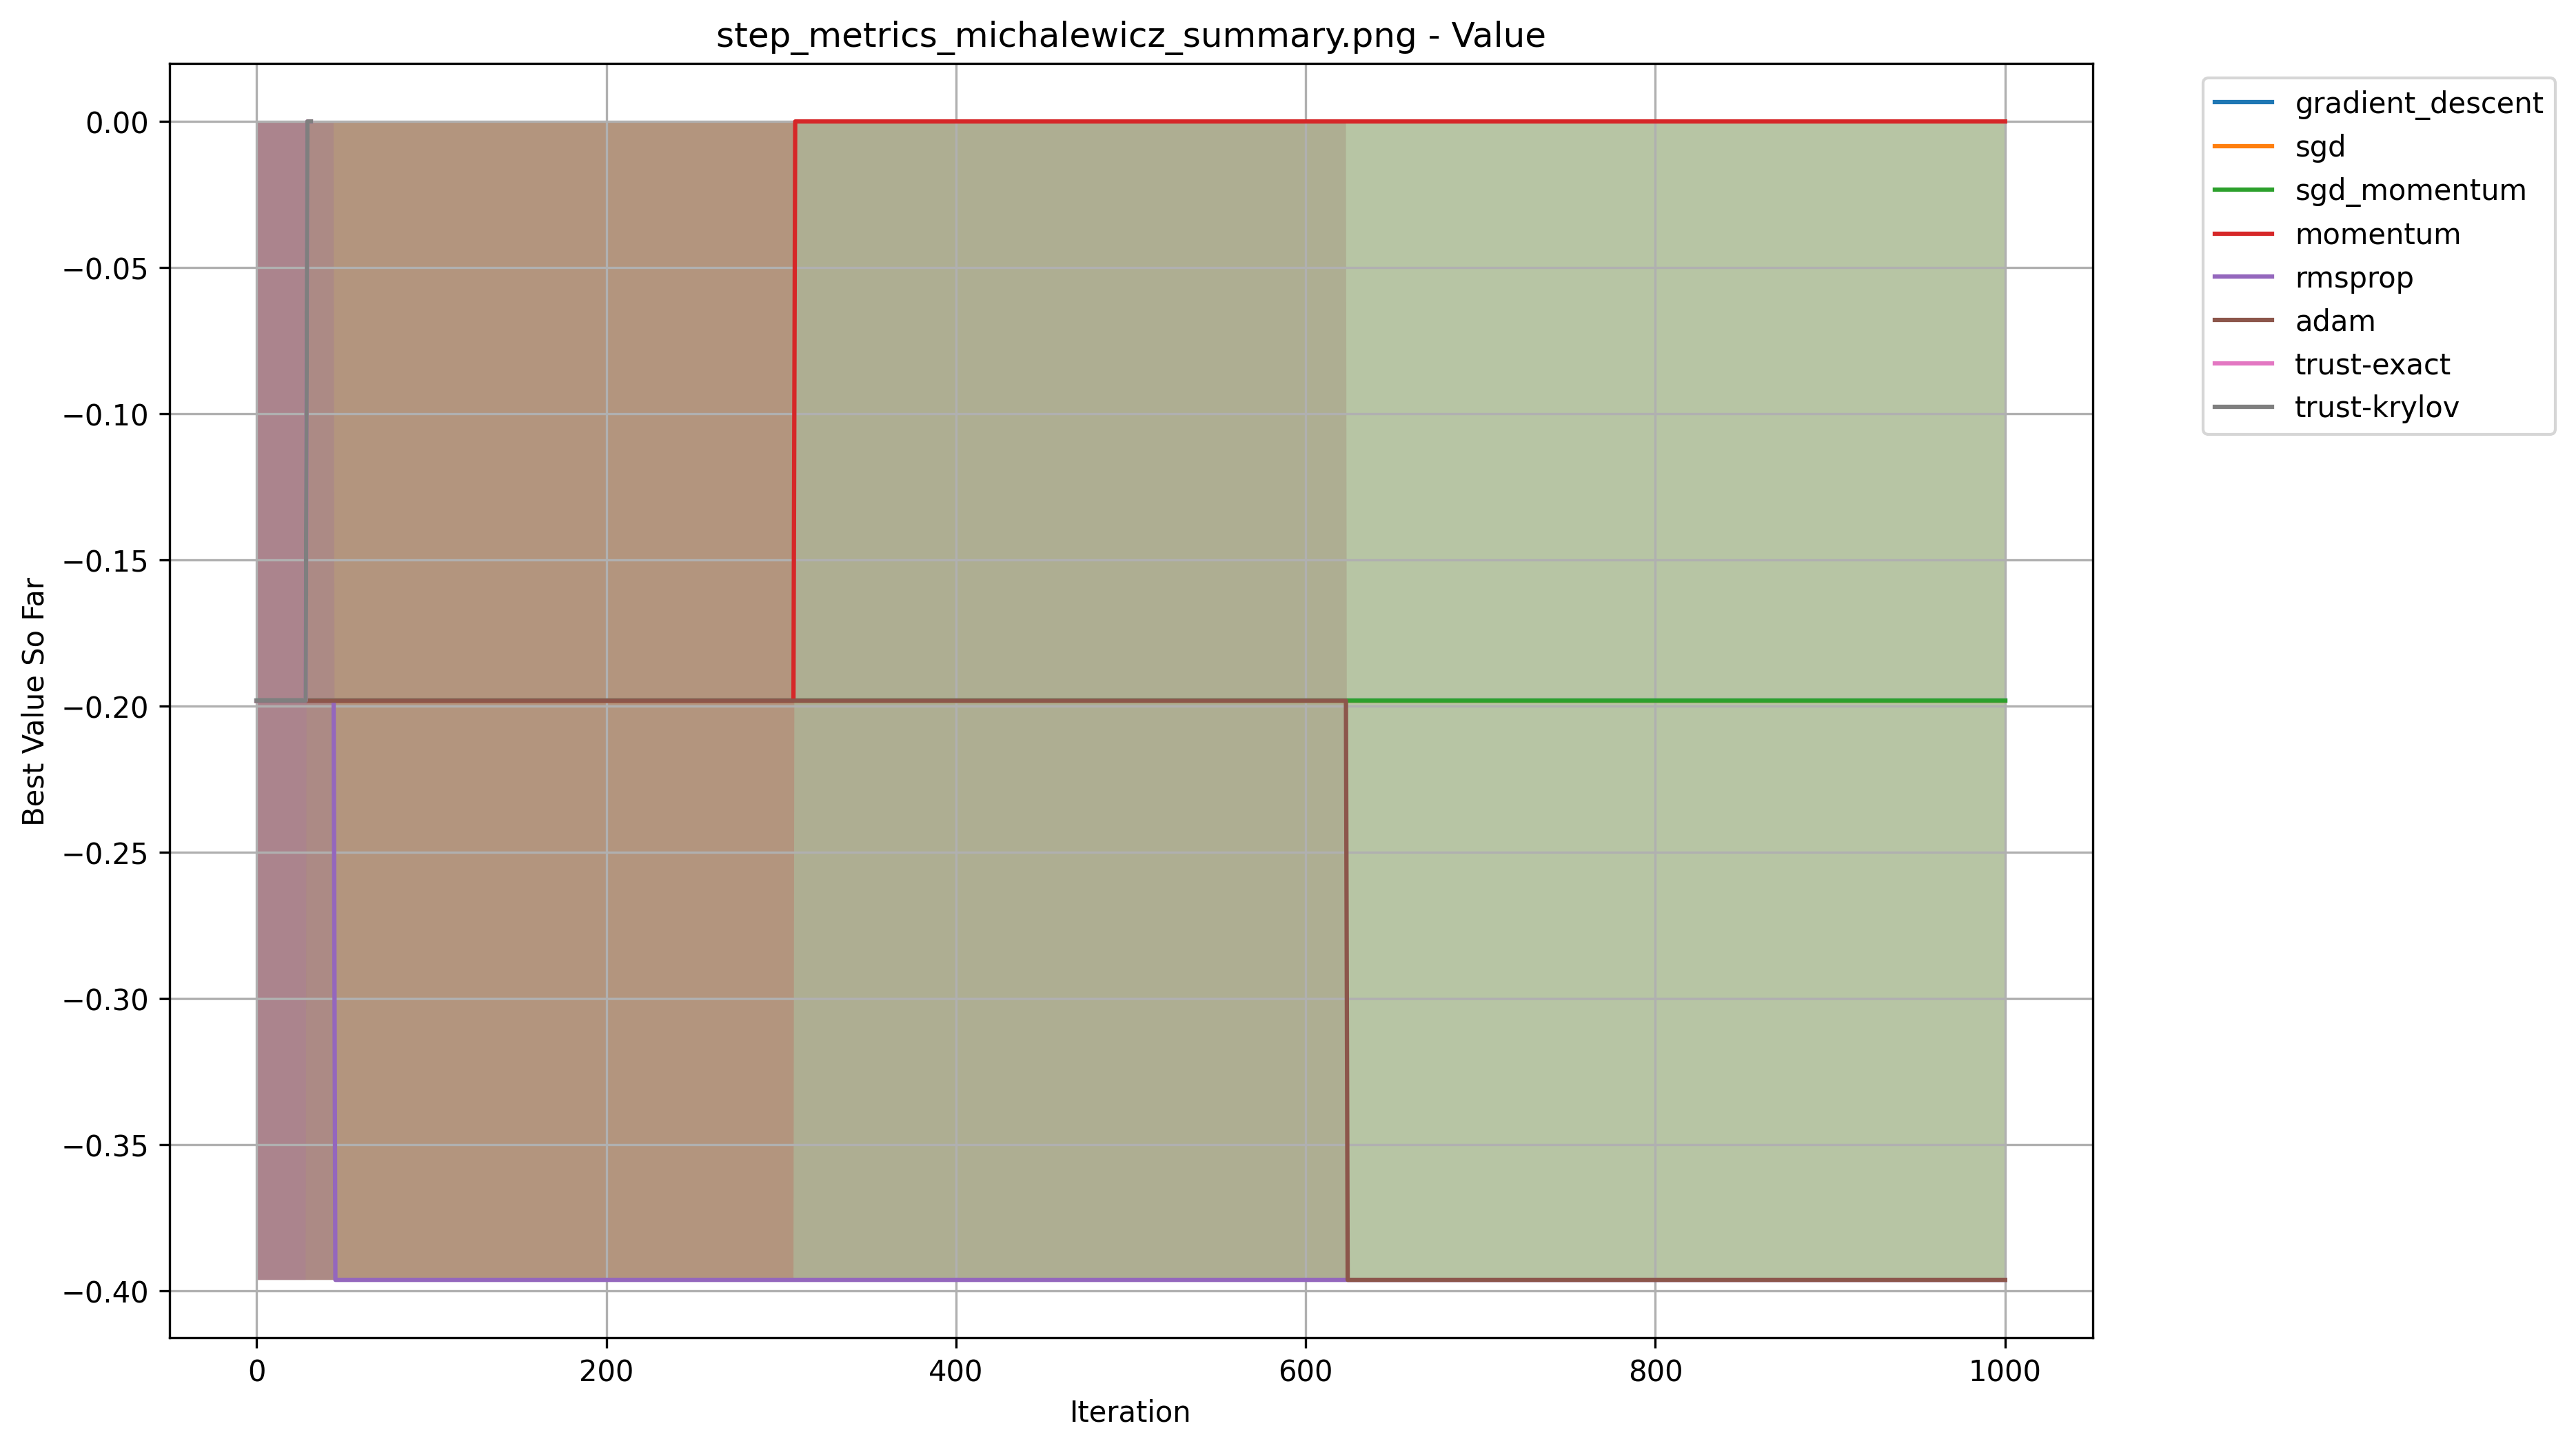 step_metrics_michalewicz_summary.png - Value
Best Value So Far
0.00
−0.05
−0.10
−0.15
−0.20
−0.25
−0.30
−0.35
−0.40
0 200 400 600 800 1000
Iteration
gradient_descent
sgd
sgd_momentum
momentum
rmsprop
adam
trust-exact
trust-krylov